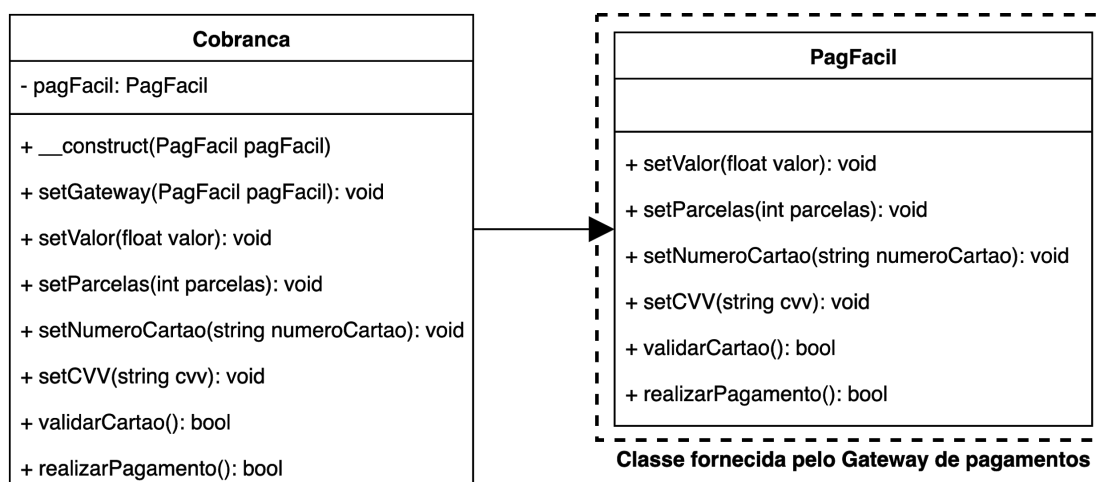 Cobranca
- pagFacil: PagFacil
+ __construct(PagFacil pagFacil)
+ setGateway(PagFacil pagFacil): void
+ setValor(float valor): void
+ setParcelas(int parcelas): void
+ setNumeroCartao(string numeroCartao): void
+ setCVV(string cvv): void
+ validarCartao(): bool
+ realizarPagamento(): bool
PagFacil
+ setValor(float valor): void
+ setParcelas(int parcelas): void
+ setNumeroCartao(string numeroCartao): void
+ setCVV(string cvv): void
+ validarCartao(): bool
+ realizarPagamento(): bool
Classe fornecida pelo Gateway de pagamentos